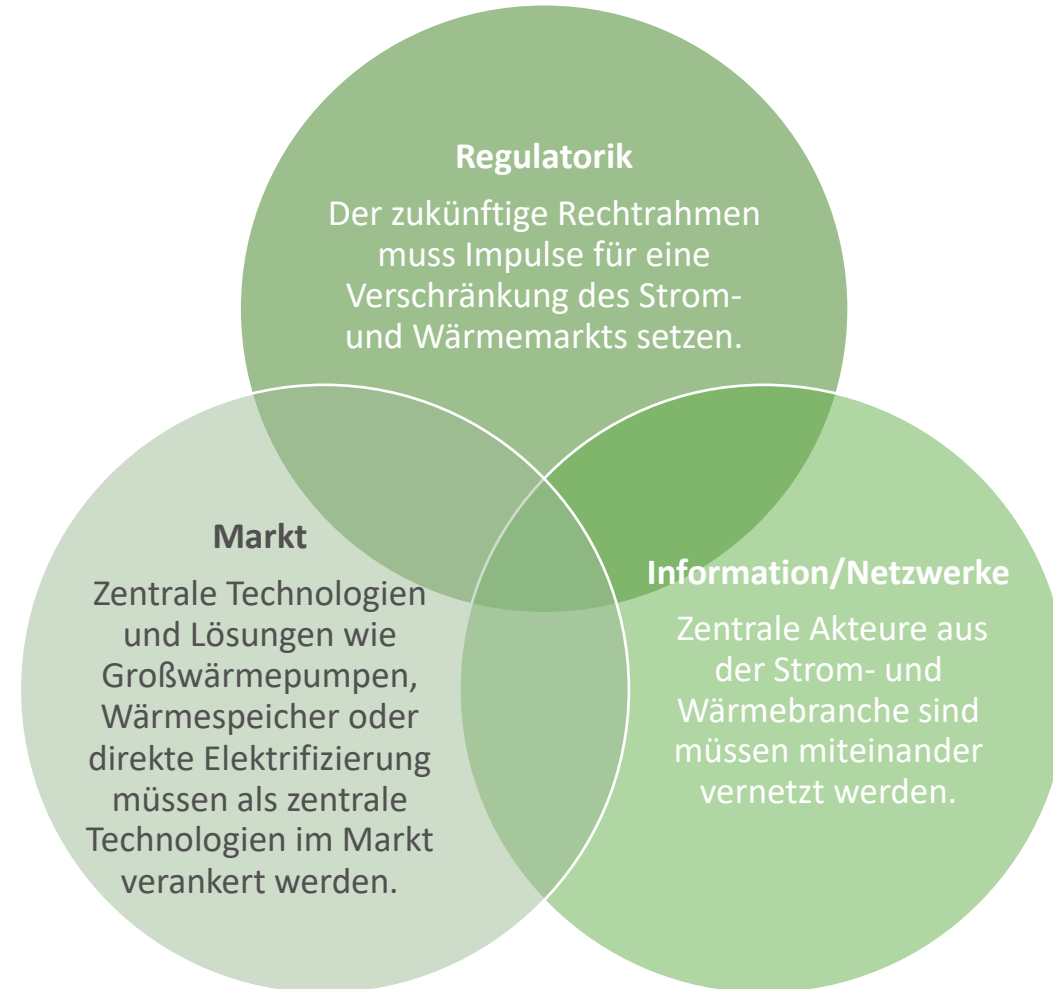 Regulatorik
Der zukünftige Rechtrahmen
muss Impulse für eine
Verschränkung des Strom-
und Wärmemarkts setzen.
Markt
Zentrale Technologien
und Lösungen wie
Großwärmepumpen,
Wärmespeicher oder
direkte Elektrifizierung
müssen als zentrale
Technologien im Markt
verankert werden.
Information/Netzwerke
Zentrale Akteure aus
der Strom- und
Wärmebranche sind
müssen miteinander
vernetzt werden.